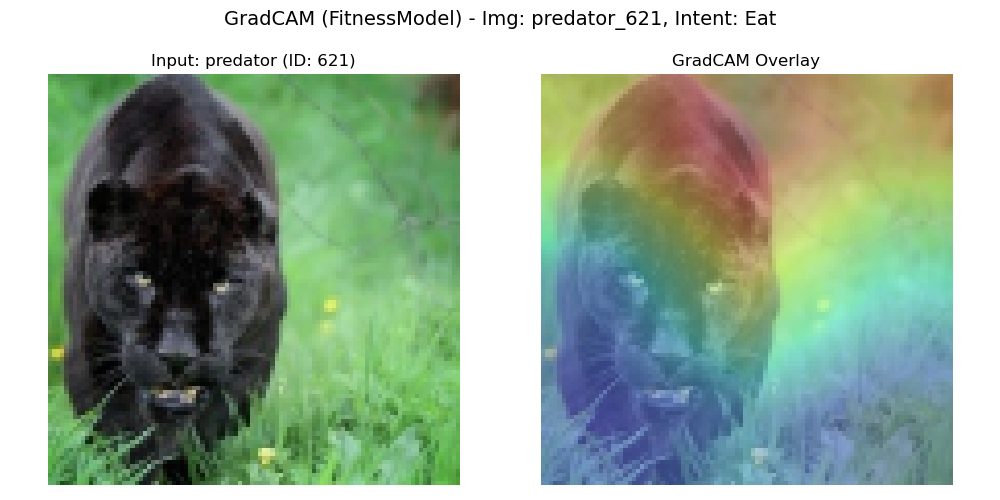 GradCAM (FitnessModel) - Img: predator_621, Intent: Eat
Input: predator (ID: 621)
GradCAM Overlay